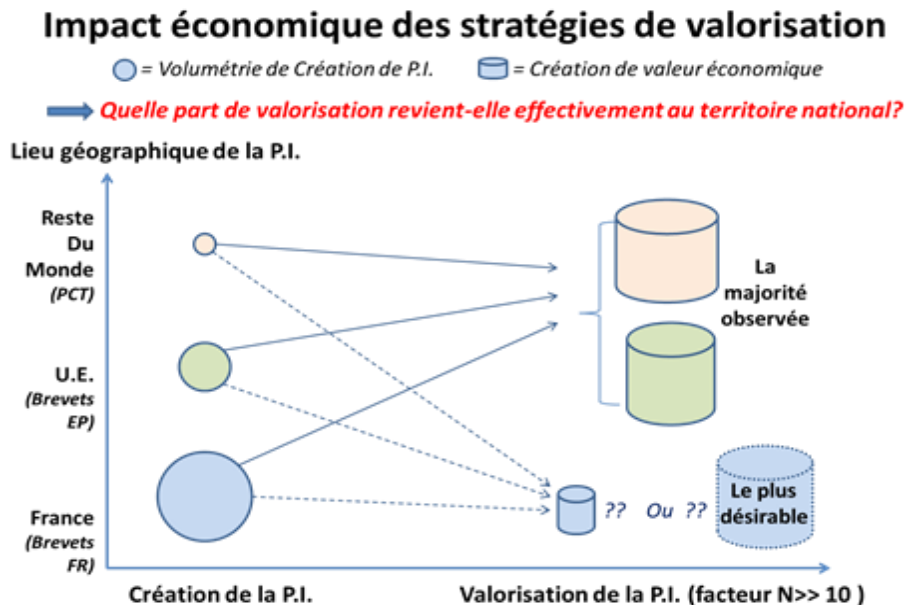 Impact économique des stratégies de valorisation
= Volumétrie de Création de P.I.
= Création de valeur économique
Quelle part de valorisation revient-elle effectivement au territoire national?
Lieu géographique de la P.I.
Reste
Du
Monde
(PCT)
La
majorité
observée
U.E.
(Brevets
EP)
France
(Brevets
FR)
?? Ou ??
Le plus
désirable
Création de la P.I.
Valorisation de la P.I. (facteur N>> 10 )